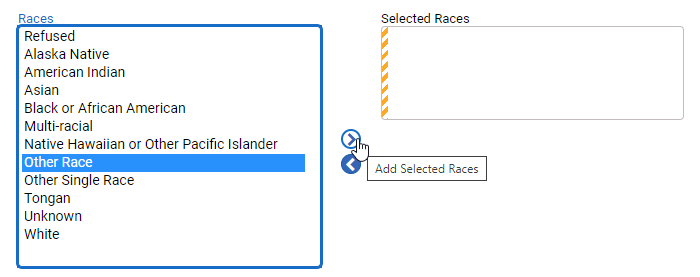 Races
Refused
Alaska Native
American Indian
Asian
Black or African American
Multi-racial
Native Hawaiian or Other Pacific Islander
Other Race
Other Single Race
Tongan
Unknown
White
Selected Races
Add Selected Races